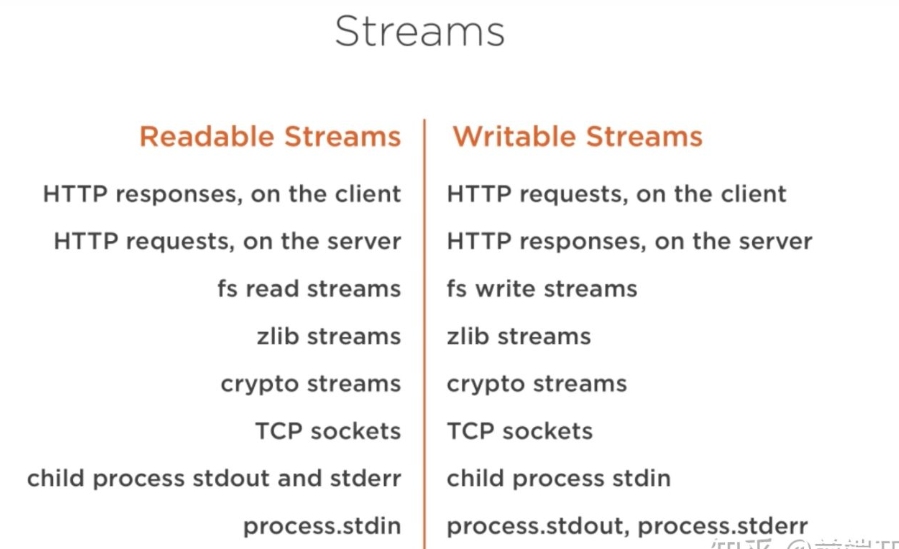 Streams
Readable Streams
HTTP responses, on the client
HTTP requests, on the server
fs read streams
zlib streams
crypto streams
TCP sockets
child process stdout and stderr
process.stdin
Writable Streams
HTTP requests, on the client
HTTP responses, on the server
fs write streams
zlib streams
crypto streams
TCP sockets
child process stdin
process.stdout, process.stderr